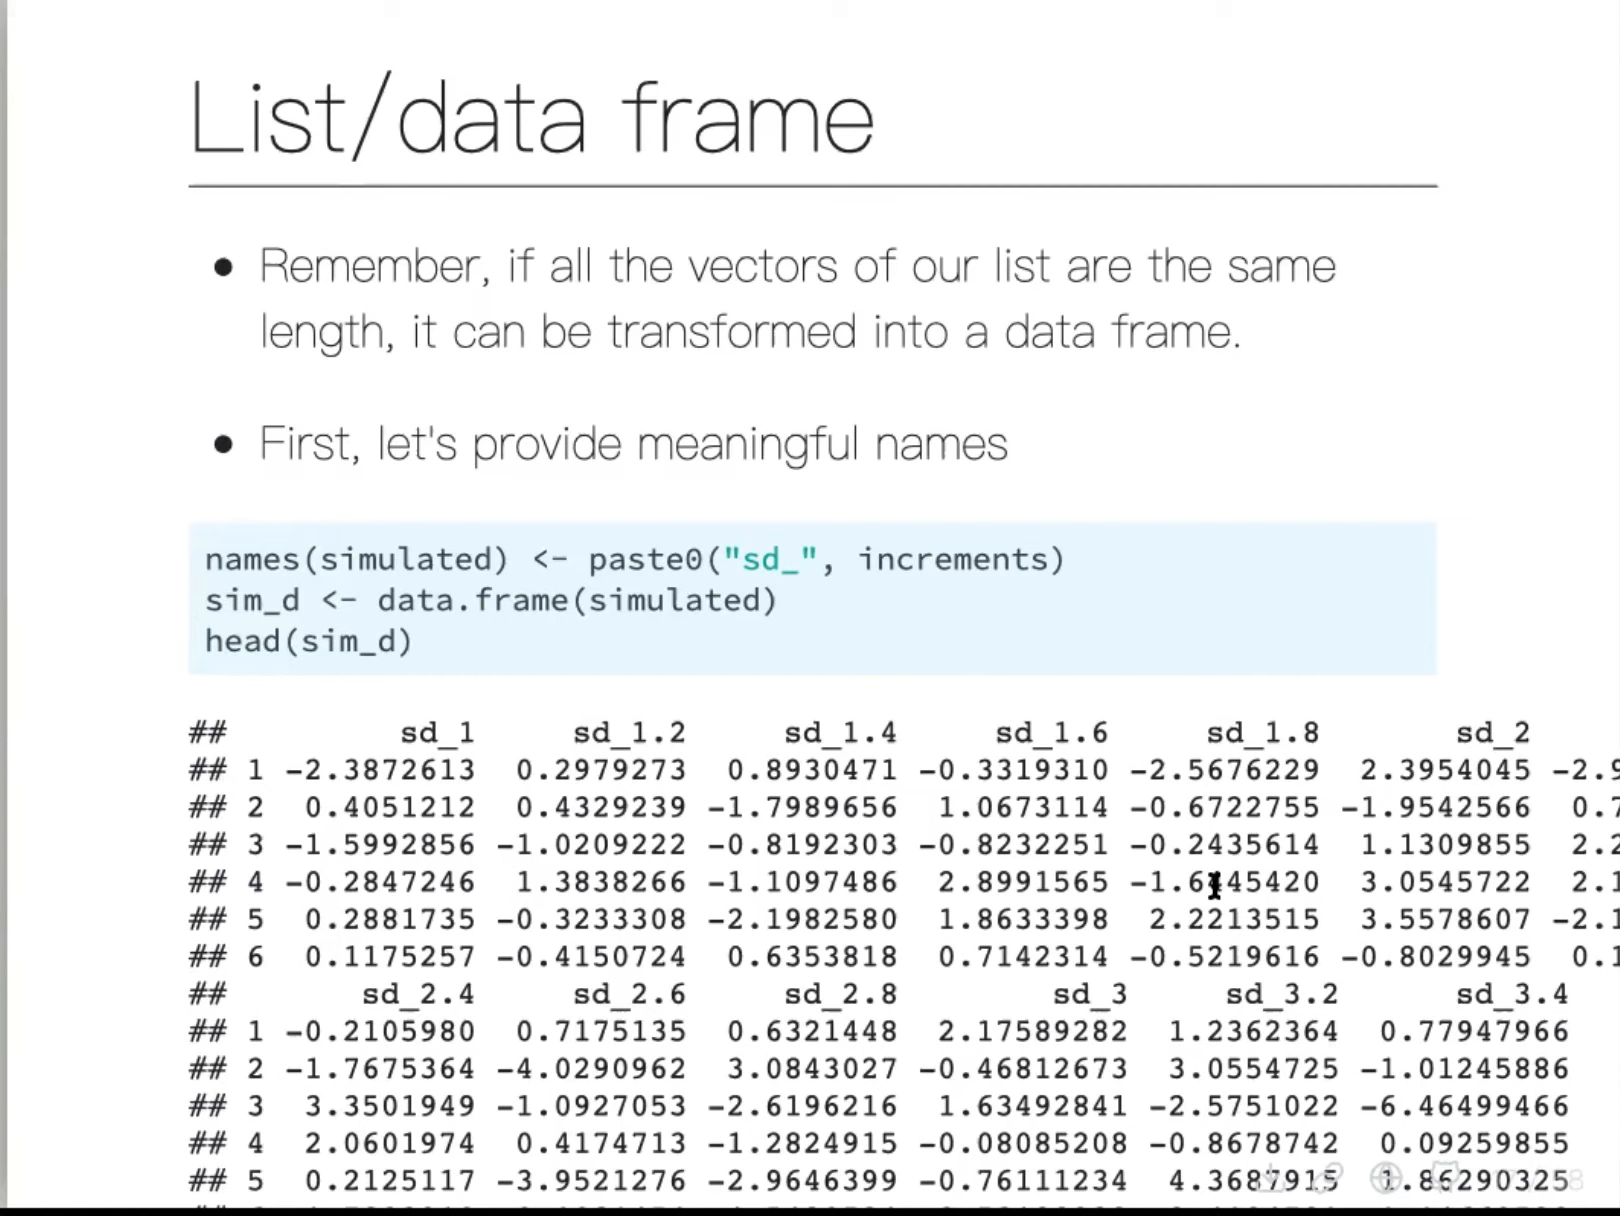 List/data frame
● Remember, if all the vectors of our list are the same
length, it can be transformed into a data frame.
● First, let's provide meaningful names
names(simulated) <- paste0("sd_", increments)
sim_d <- data.frame(simulated)
head(sim_d)
## sd_1 sd_1.2 sd_1.4 sd_1.6 sd_1.8 sd_2
## 1 -2.3872613 0.2979273 0.8930471 -0.3319310 -2.5676229 2.3954045 -2.9
## 2 0.4051212 0.4329239 -1.7989656 1.0673114 -0.6722755 -1.9542566 0.7
## 3 -1.5992856 -1.0209222 -0.8192303 -0.8232251 -0.2435614 1.1309855 2.2
## 4 -0.2847246 1.3838266 -1.1097486 2.8991565 3.0545722 2.1
## 5 0.2881735 -0.3233308 -2.1982580 1.8633398 2.2213515 3.5578607 -2.1
## 6 0.1175257 -0.4150724 0.6353818 0.7142314 -0.5219616 -0.8029945 0.1
## sd_2.4 sd_2.6 sd_2.8 sd_3 sd_3.2 sd_3.4
## 1 -0.2105980 0.7175135 0.6321448 2.17589282 1.2362364 0.77947966
## 2 -1.7675364 -4.0290962 3.0843027 -0.46812673 3.0554725 -1.01245886
## 3 3.3501949 -1.0927053 -2.6196216 1.63492841 -2.5751022 -6.46499466
## 4 2.0601974 0.4174713 -1.2824915 -0.08085208 -0.8678742 0.09259855
## 5 0.2125117 -3.9521276 -2.9646399 -0.76111234 4.3687915 1.86290325